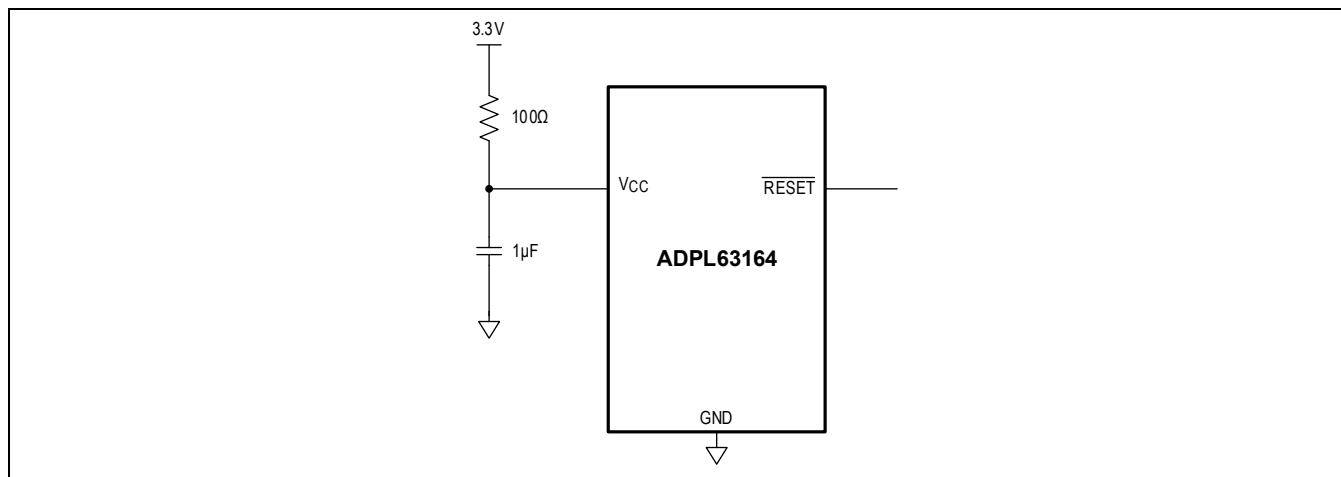 3.3V
100Ω
VCC
RESET
1µF
ADPL63164
GND